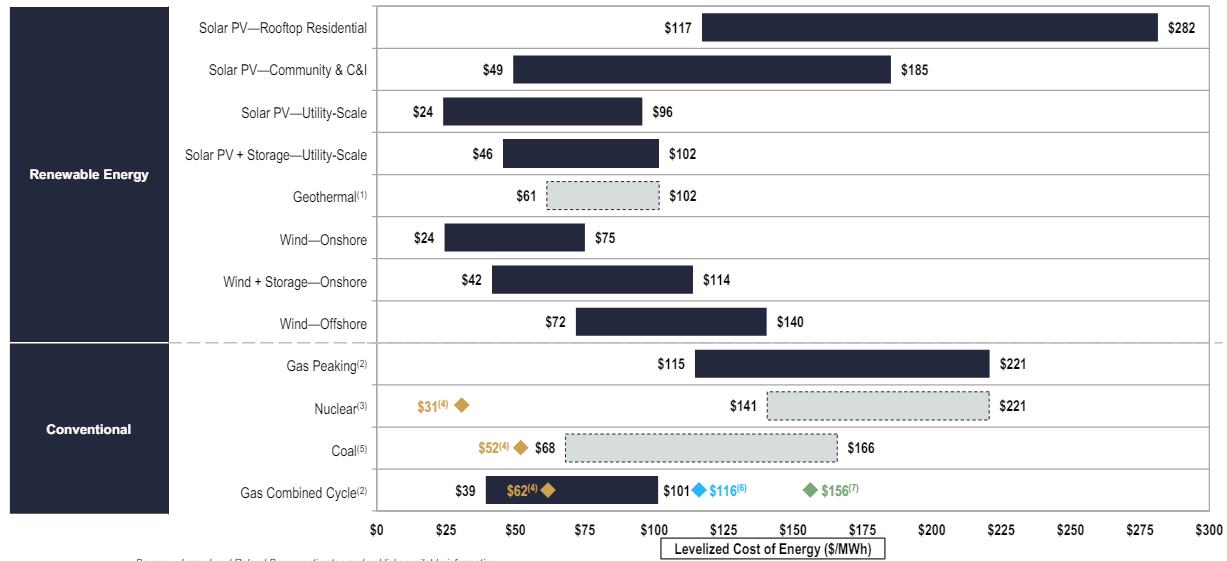 Renewable Energy
Solar PV—Rooftop Residential $117 $282
Solar PV—Community & C&I $49 $185
Solar PV—Utility-Scale $24 $96
Solar PV + Storage—Utility-Scale $46 $102
Geothermal(1) $61 $102
Wind—Onshore $24 $75
Wind + Storage—Onshore $42 $114
Wind—Offshore $72 $140
Conventional
Gas Peaking(2) $115 $221
Nuclear(3) $31(4) $141 $221
Coal(5) $52(4) $68 $166
Gas Combined Cycle(2) $39 $62(4) $101 $116(6) $156(7)
$0 $25 $50 $75 $100 $125 $150 $175 $200 $225 $250 $275 $300
Levelized Cost of Energy ($/MWh)